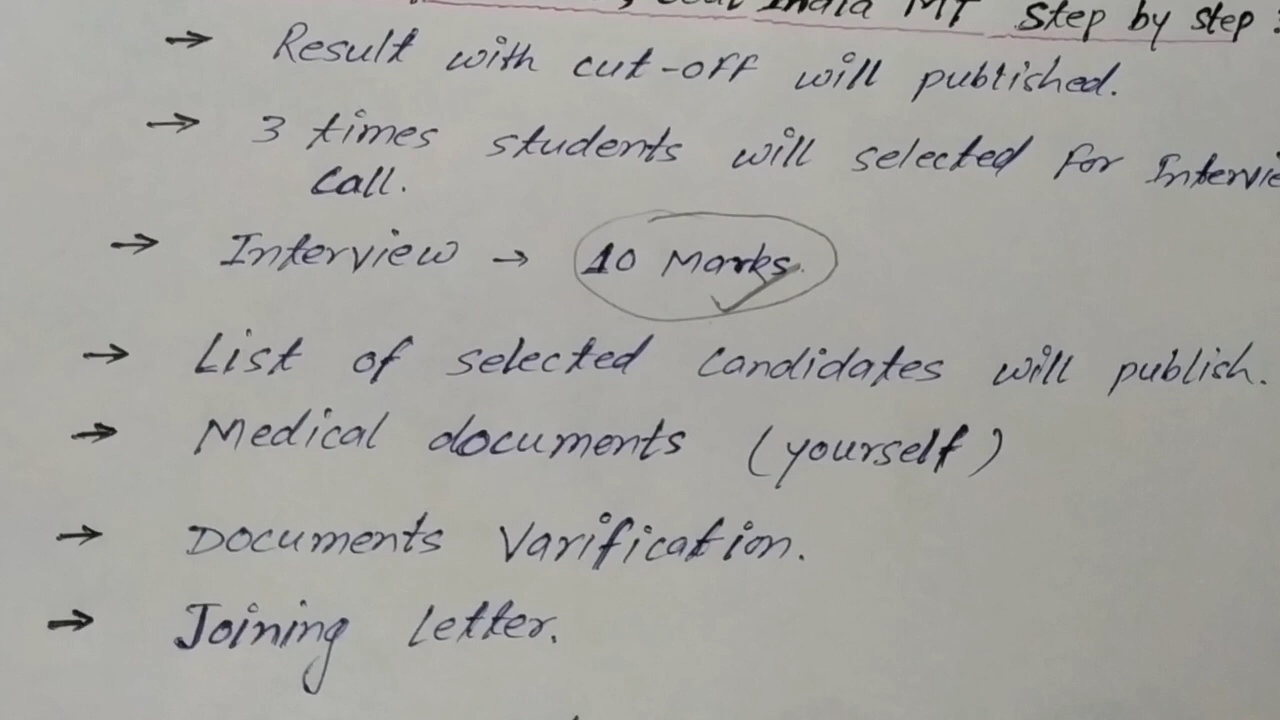 India MT Step by step :
→ Result with cut-off will published.
→ 3 times students will selected for
call.
→ Interview → 10 Marks.
→ List of selected candidates will publish.
→ Medical documents (yourself)
→ Documents Varification.
→ Joining letter.